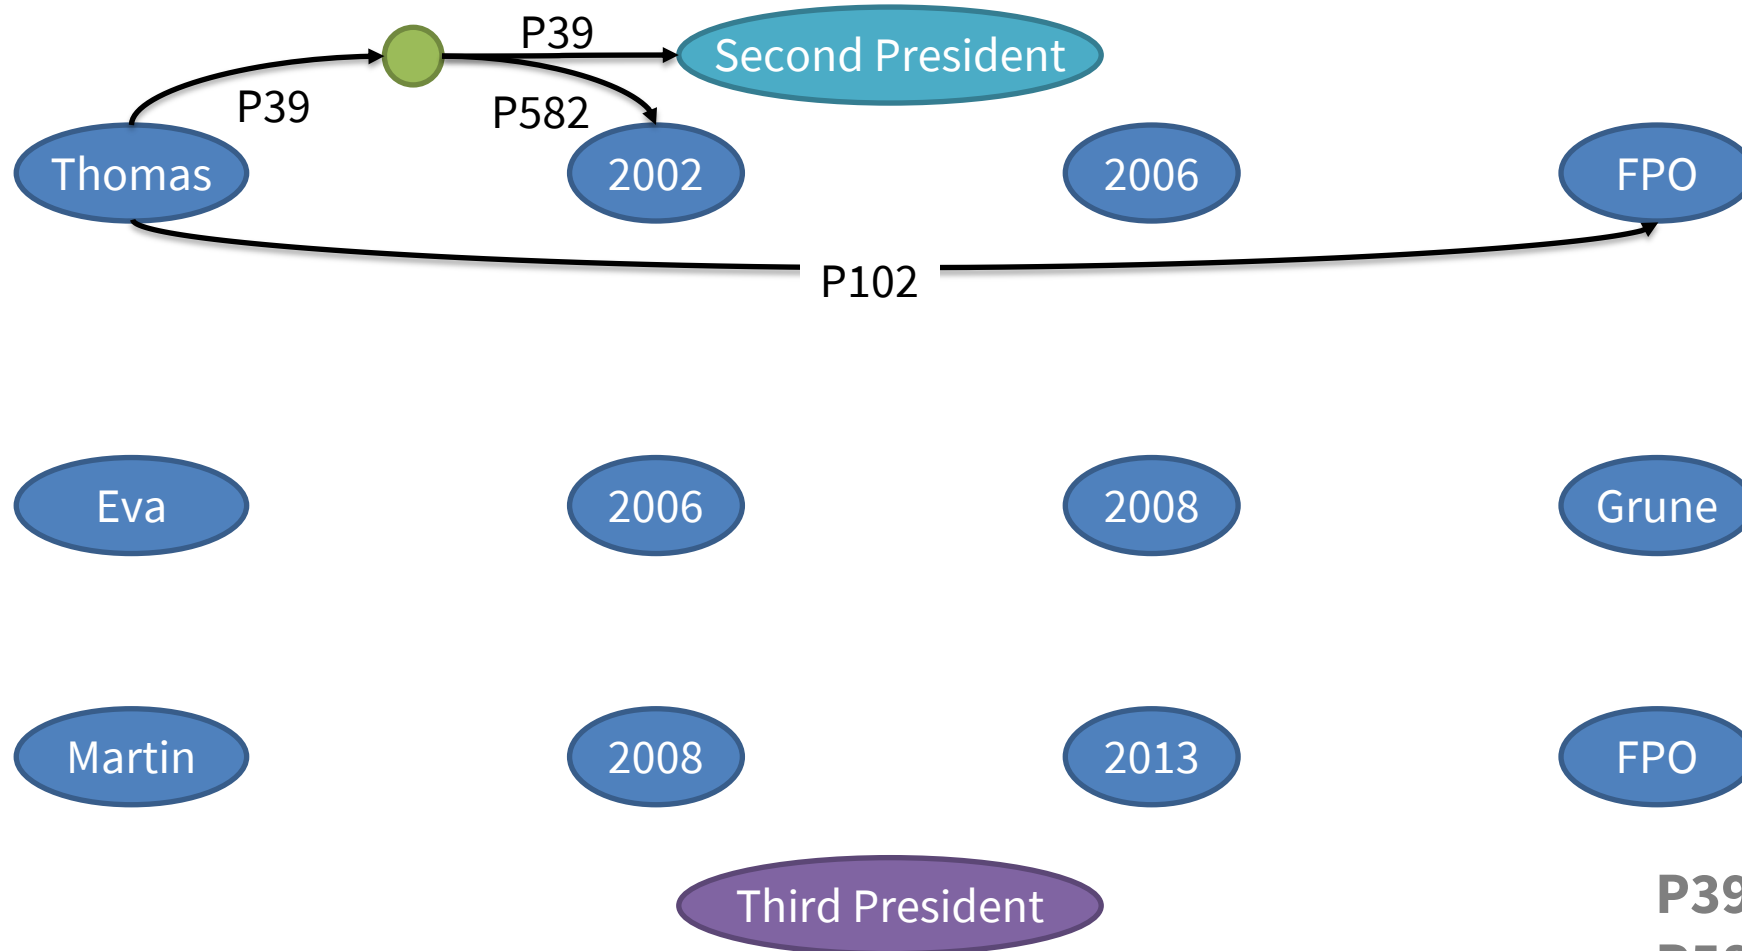 P39
Second President
P39
P582
Thomas
2002
2006
FPO
P102
Eva
2006
2008
Grune
Martin
2008
2013
FPO
Third President
P39